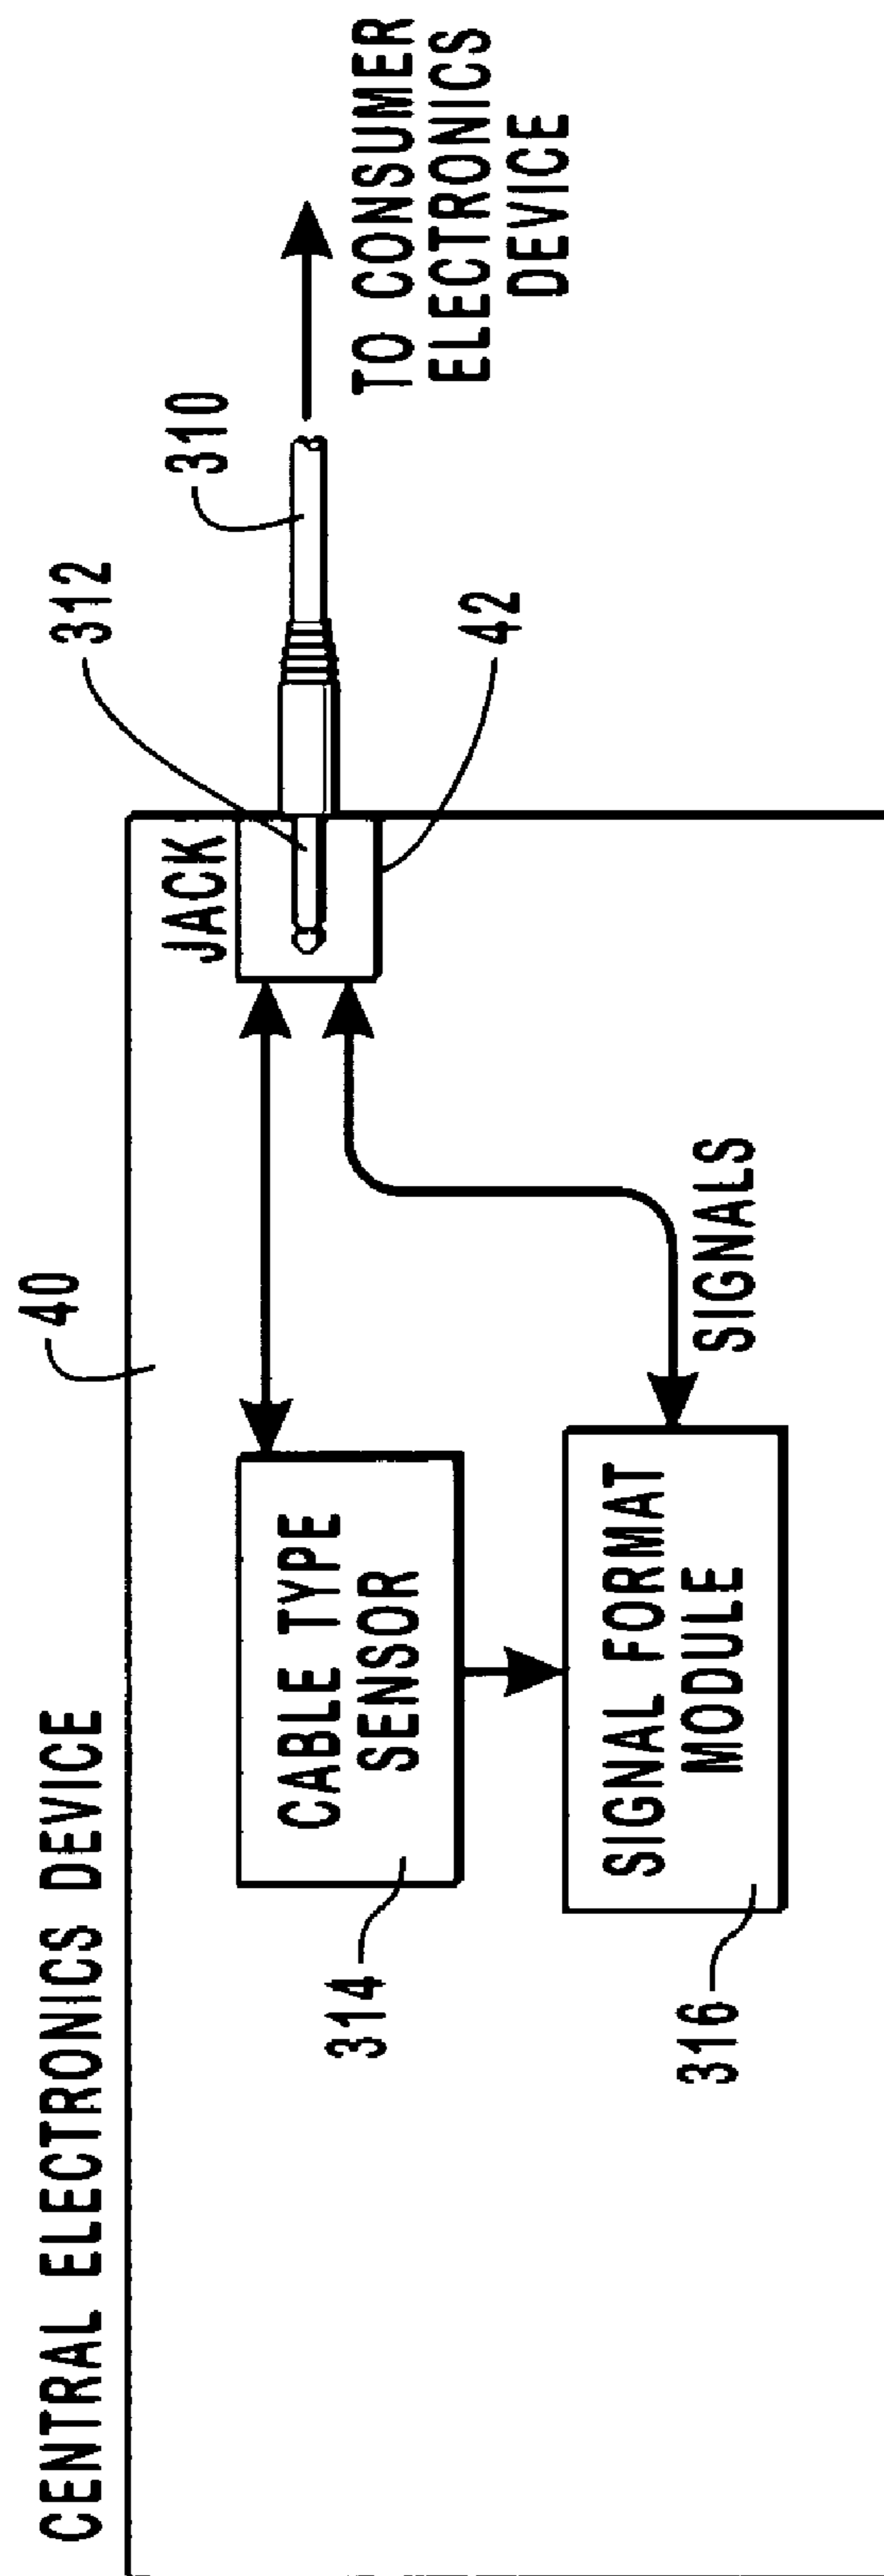 CENTRAL ELECTRONICS DEVICE
40
JACK
312
310
TO CONSUMER
ELECTRONICS
DEVICE
42
CABLE TYPE
SENSOR
314
SIGNALS
SIGNAL FORMAT
MODULE
316